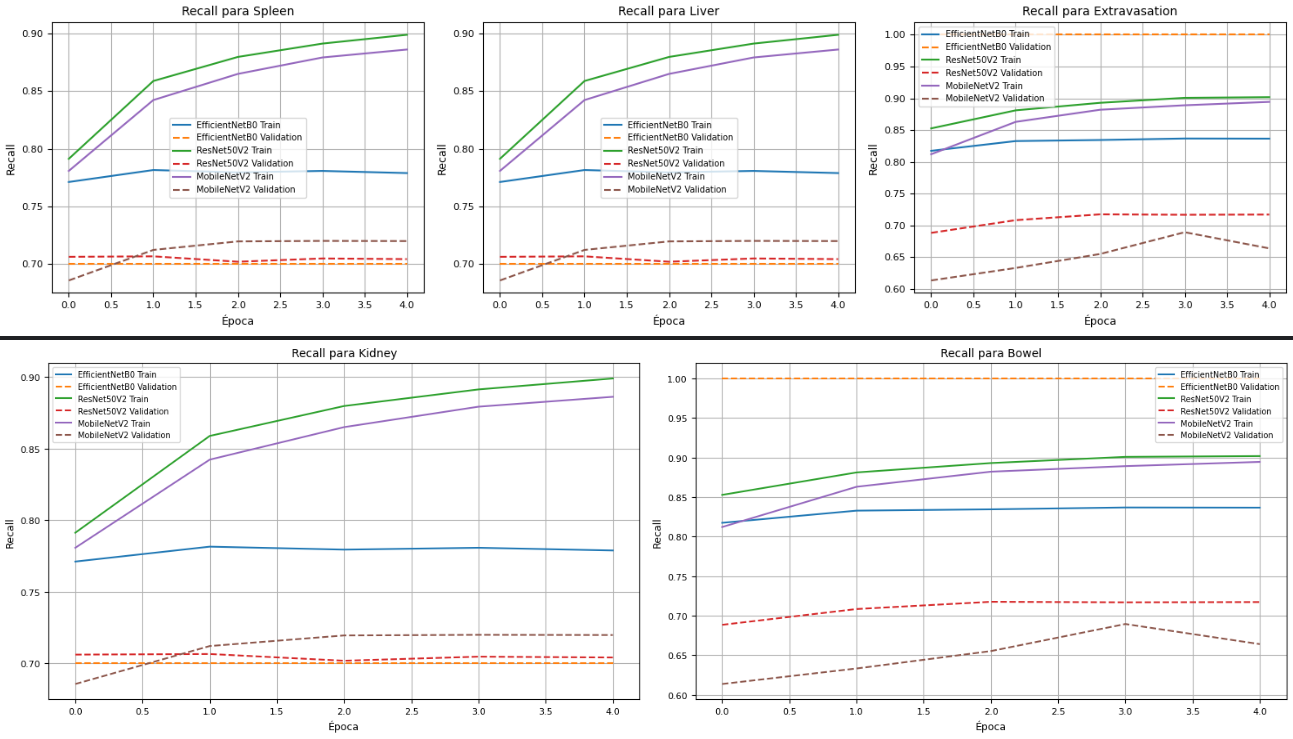 Recall para Spleen
0.90
0.85
0.80
0.75
0.70
Recall
EfficientNetB0 Train
EfficientNetB0 Validation
ResNet50V2 Train
ResNet50V2 Validation
MobileNetV2 Train
MobileNetV2 Validation
0.0 0.5 1.0 1.5 2.0 2.5 3.0 3.5 4.0
Época
Recall para Liver
0.90
0.85
0.80
0.75
0.70
Recall
EfficientNetB0 Train
EfficientNetB0 Validation
ResNet50V2 Train
ResNet50V2 Validation
MobileNetV2 Train
MobileNetV2 Validation
0.0 0.5 1.0 1.5 2.0 2.5 3.0 3.5 4.0
Época
Recall para Extravasation
1.00
0.95
0.90
0.85
0.80
0.75
0.70
0.65
0.60
Recall
EfficientNetB0 Train
EfficientNetB0 Validation
ResNet50V2 Train
ResNet50V2 Validation
MobileNetV2 Train
MobileNetV2 Validation
0.0 0.5 1.0 1.5 2.0 2.5 3.0 3.5 4.0
Época
Recall para Kidney
0.90
0.85
0.80
0.75
0.70
Recall
EfficientNetB0 Train
EfficientNetB0 Validation
ResNet50V2 Train
ResNet50V2 Validation
MobileNetV2 Train
MobileNetV2 Validation
0.0 0.5 1.0 1.5 2.0 2.5 3.0 3.5 4.0
Época
Recall para Bowel
1.00
0.95
0.90
0.85
0.80
0.75
0.70
0.65
0.60
Recall
EfficientNetB0 Train
EfficientNetB0 Validation
ResNet50V2 Train
ResNet50V2 Validation
MobileNetV2 Train
MobileNetV2 Validation
0.0 0.5 1.0 1.5 2.0 2.5 3.0 3.5 4.0
Época